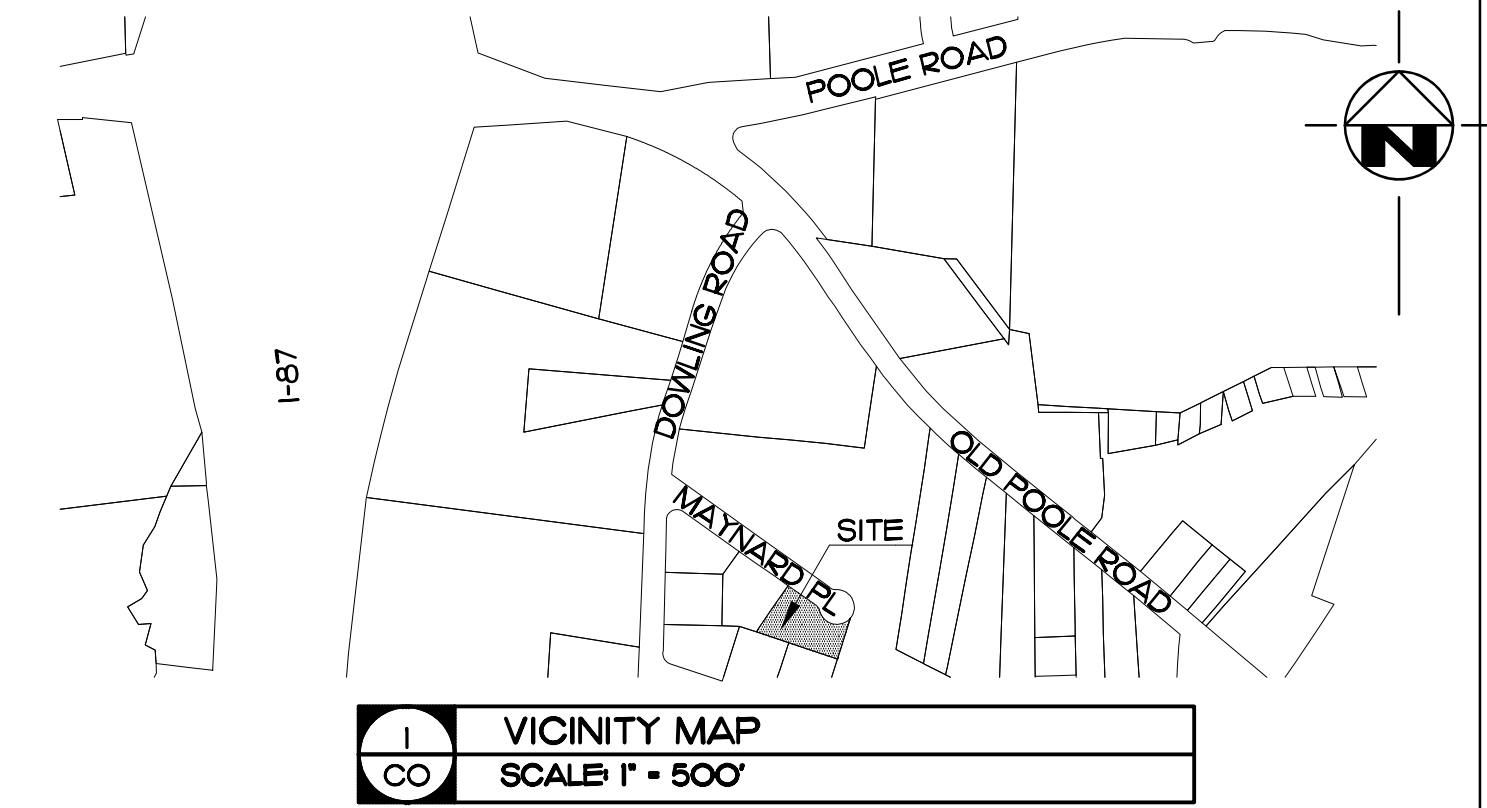 POOLE ROAD
N
DOWLING ROAD
I-87
OLD POOLE ROAD
MAYNARD PL
SITE
1
CO
VICINITY MAP
SCALE: 1" = 500'